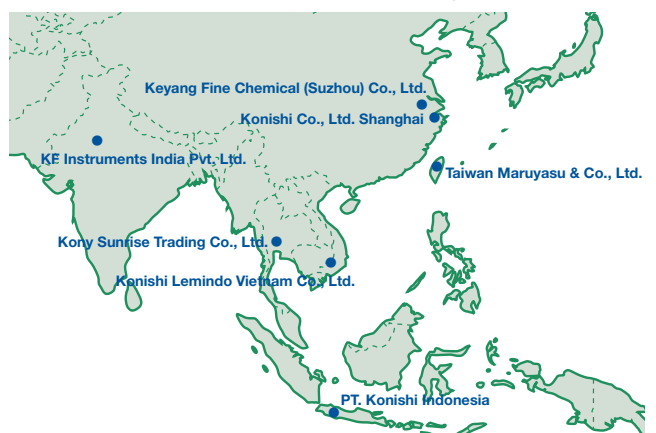 Keyang Fine Chemical (Suzhou) Co., Ltd.
Konishi Co., Ltd. Shanghai
KF Instruments India Pvt. Ltd.
Taiwan Maruyasu & Co., Ltd.
Kony Sunrise Trading Co., Ltd.
Konishi Lemindo Vietnam Co., Ltd.
PT. Konishi Indonesia